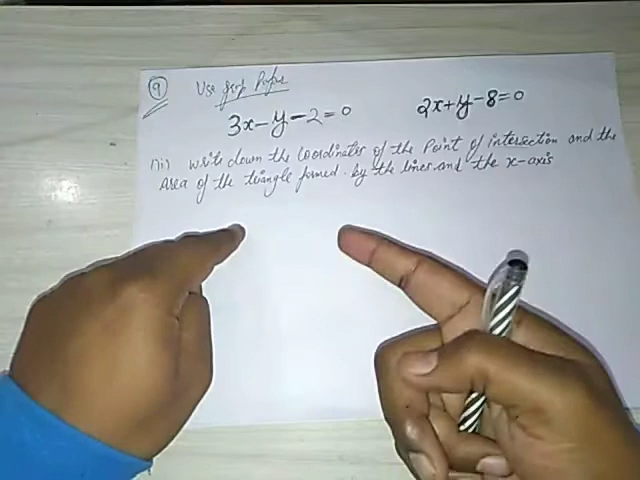 9 Use grap Paper
3x-y-2=0 2x+y-8=0
(ii) Write down the Coordinates of the Point of intersection and the
Area of the triangle formed by the lines and the x-axis